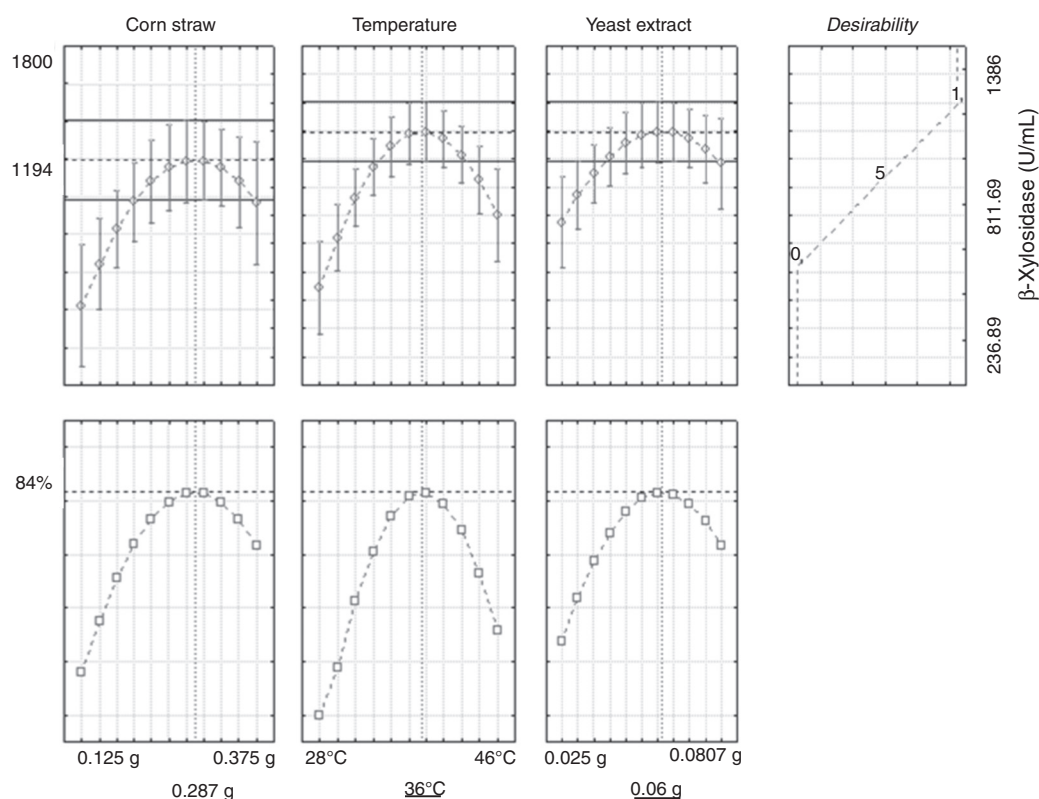 Corn straw Temperature Yeast extract Desirability
1800
1194
1386
811.69
236.89
β-Xylosidase (U/mL)
1
5
0
84%
0.125 g 0.375 g 28°C 46°C 0.025 g 0.0807 g
0.287 g 36°C 0.06 g